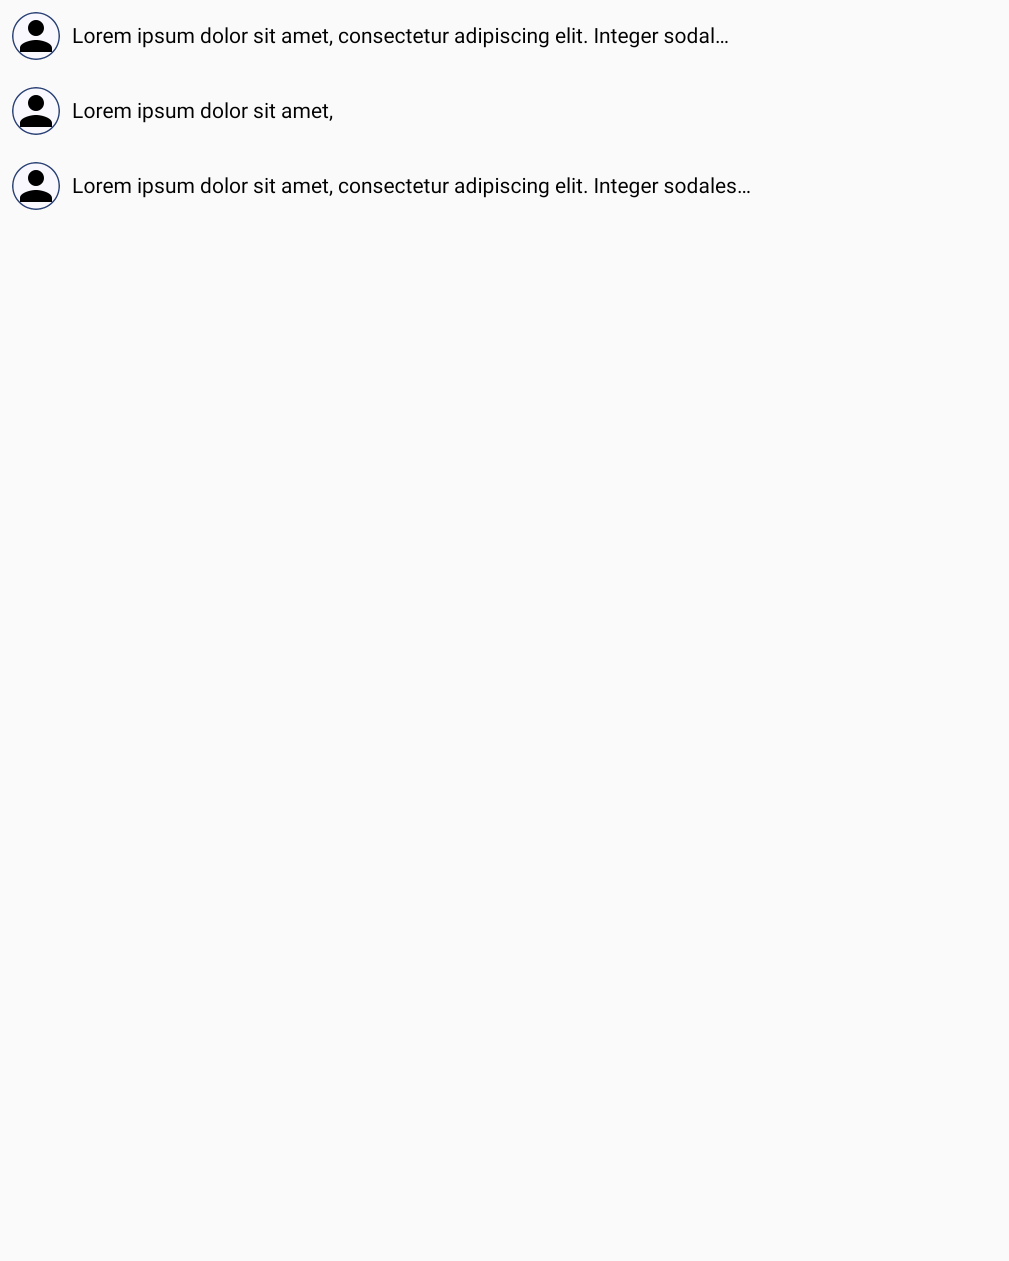 Lorem ipsum dolor sit amet, consectetur adipiscing elit. Integer sodal...
Lorem ipsum dolor sit amet,
Lorem ipsum dolor sit amet, consectetur adipiscing elit. Integer sodales...